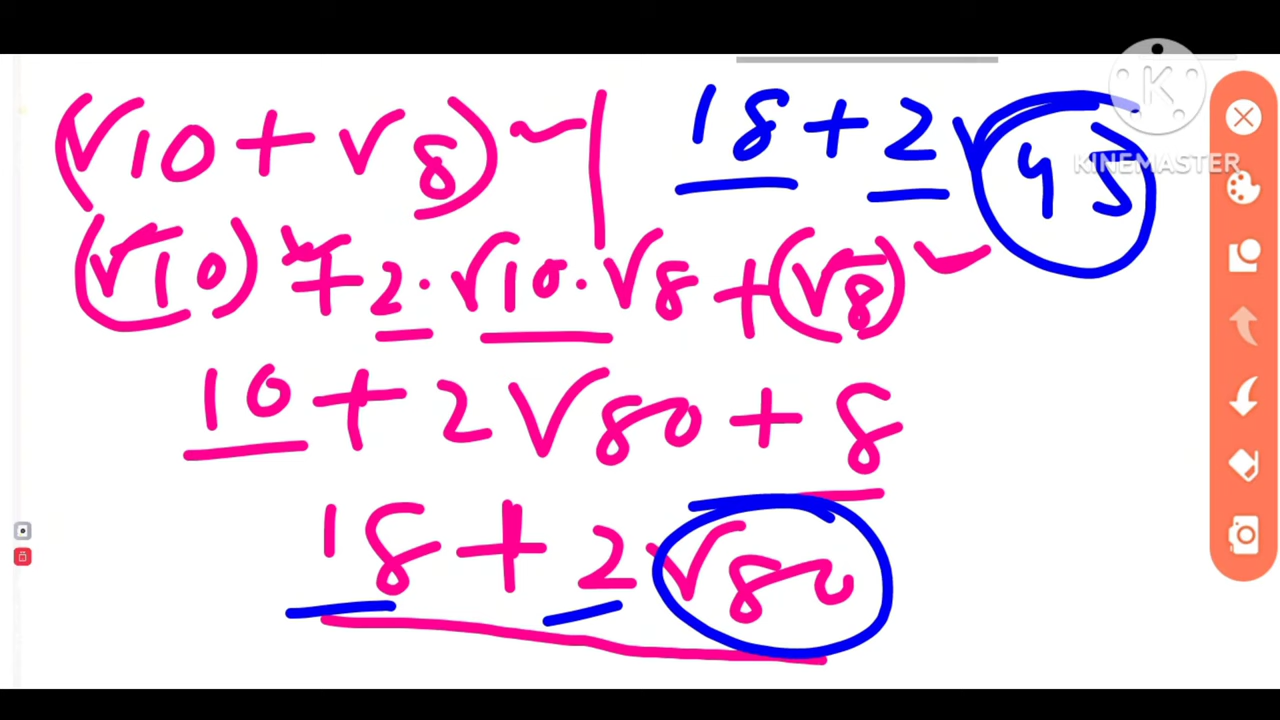 (√10 + √8)² | 18 + 2√45
KINEMASTER
(√10)² + 2·√10·√8 + (√8)²
10 + 2√80 + 8
18 + 2√80